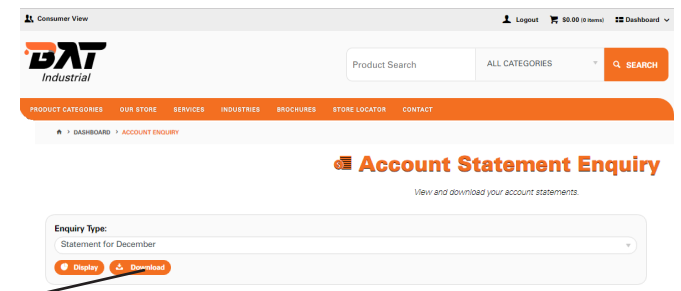 Consumer View
Logout $0.00 (0 items) Dashboard
BAT
Industrial
Product Search ALL CATEGORIES SEARCH
PRODUCT CATEGORIES OUR STORE SERVICES INDUSTRIES BROCHURES STORE LOCATOR CONTACT
DASHBOARD ACCOUNT ENQUIRY
Account Statement Enquiry
View and download your account statements.
Enquiry Type:
Statement for December
Display Download